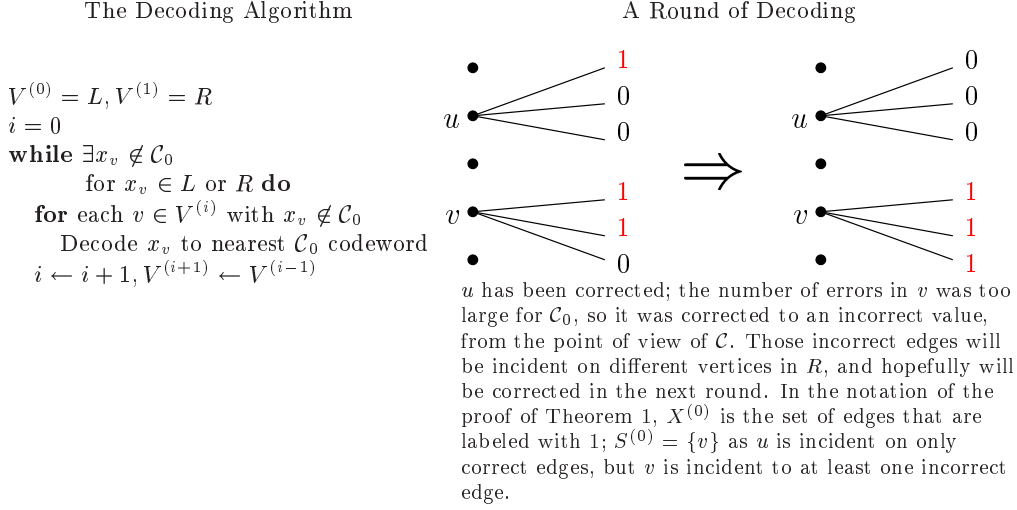 The Decoding Algorithm
V^(0) = L, V^(1) = R
i = 0
while ∃x_v ∉ C_0
for x_v ∈ L or R do
for each v ∈ V^(i) with x_v ∉ C_0
Decode x_v to nearest C_0 codeword
i ← i + 1, V^(i+1) ← V^(i−1)
A Round of Decoding
1
0
u
0
1
v
1
0
⇒
0
0
u
0
1
v
1
1
u has been corrected; the number of errors in v was too
large for C_0, so it was corrected to an incorrect value,
from the point of view of C. Those incorrect edges will
be incident on different vertices in R, and hopefully will
be corrected in the next round. In the notation of the
proof of Theorem 1, X^(0) is the set of edges that are
labeled with 1; S^(0) = {v} as u is incident on only
correct edges, but v is incident to at least one incorrect
edge.